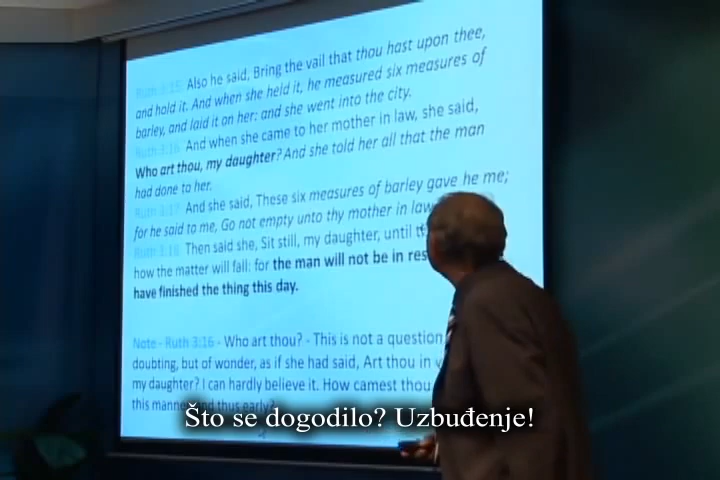 Ruth 3:15 Also he said, Bring the vail that thou hast upon thee,
and hold it. And when she held it, he measured six measures of
barley, and laid it on her: and she went into the city.
Ruth 3:16 And when she came to her mother in law, she said,
Who art thou, my daughter? And she told her all that the man
had done to her.
Ruth 3:17 And she said, These six measures of barley gave he me;
for he said to me, Go not empty unto thy mother in law
Ruth 3:18 Then said she, Sit still, my daughter, until
how the matter will fall: for the man will not be in
have finished the thing this day.
Note - Ruth 3:16 - Who art thou? - This is not a question
doubting, but of wonder, as if she had said, Art thou in
my daughter? I can hardly believe it. How camest thou
this manner and thus early?
Što se dogodilo? Uzbuđenje!